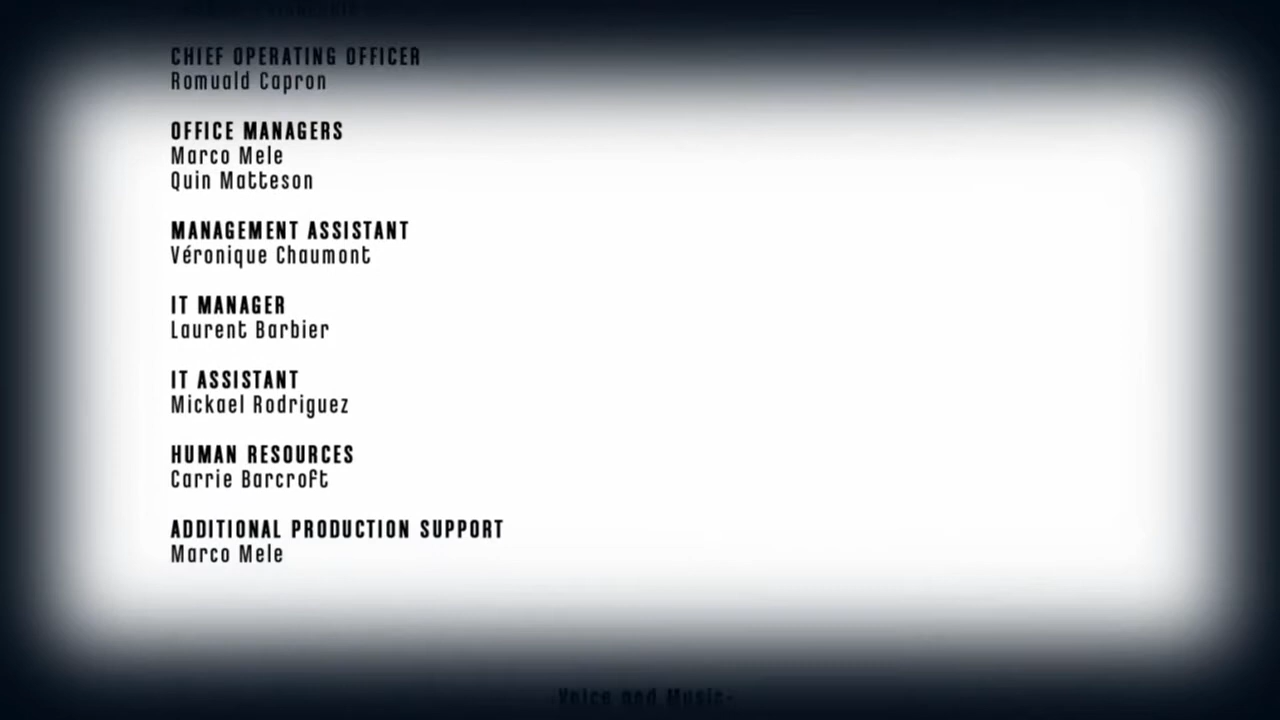 CHIEF OPERATING OFFICER
Romuald Capron
OFFICE MANAGERS
Marco Mele
Quin Matteson
MANAGEMENT ASSISTANT
Véronique Chaumont
IT MANAGER
Laurent Barbier
IT ASSISTANT
Mickael Rodriguez
HUMAN RESOURCES
Carrie Barcroft
ADDITIONAL PRODUCTION SUPPORT
Marco Mele
-Voice and Music-